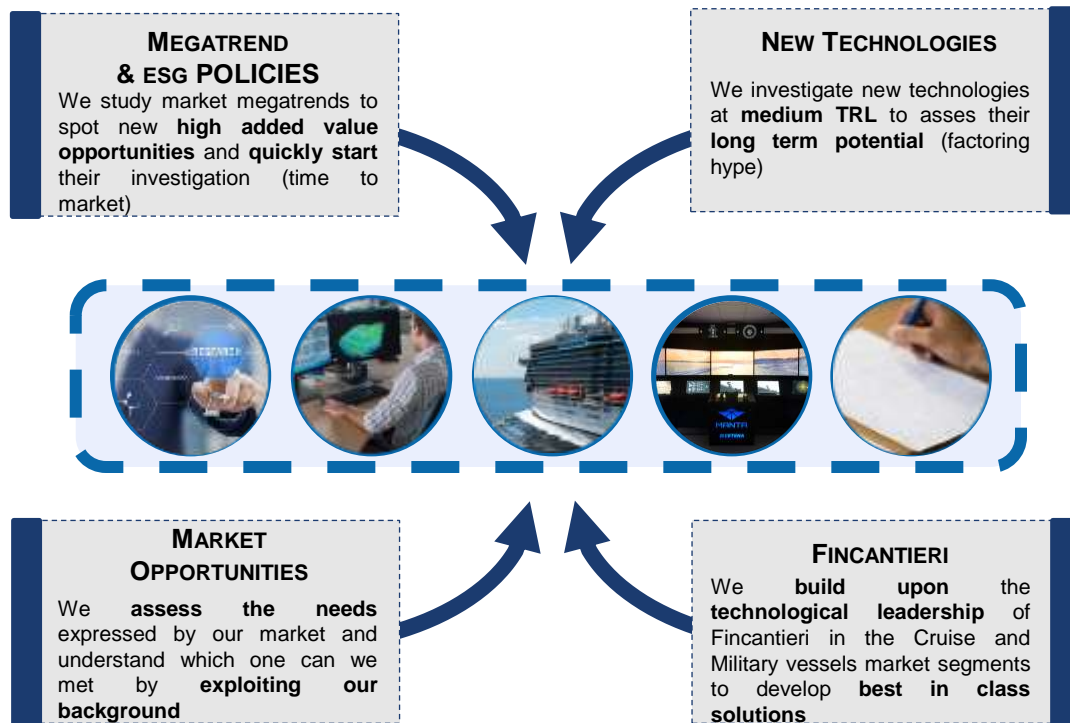 MEGATREND
& ESG POLICIES
We study market megatrends to
spot new high added value
opportunities and quickly start
their investigation (time to
market)
NEW TECHNOLOGIES
We investigate new technologies
at medium TRL to asses their
long term potential (factoring
hype)
RESEARCH
MANTA
MARKET
OPPORTUNITIES
We assess the needs
expressed by our market and
understand which one can we
met by exploiting our
background
FINCANTIERI
We build upon the
technological leadership of
Fincantieri in the Cruise and
Military vessels market segments
to develop best in class
solutions